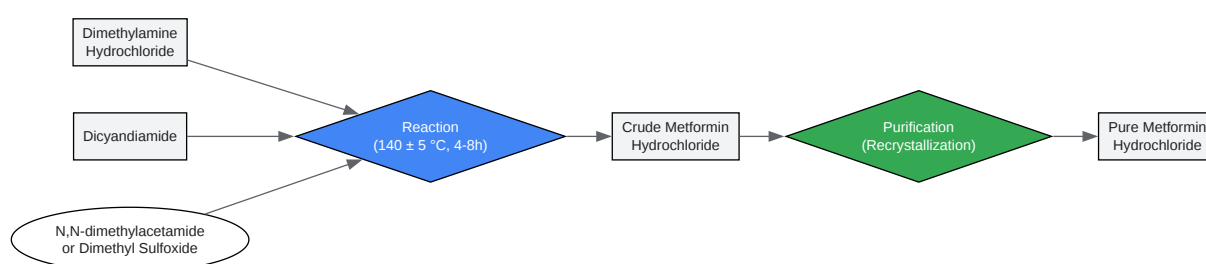 Dimethylamine
Hydrochloride
Dicyandiamide
N,N-dimethylacetamide
or Dimethyl Sulfoxide
Reaction
(140 ± 5 °C, 4-8h)
Crude Metformin
Hydrochloride
Purification
(Recrystallization)
Pure Metformin
Hydrochloride